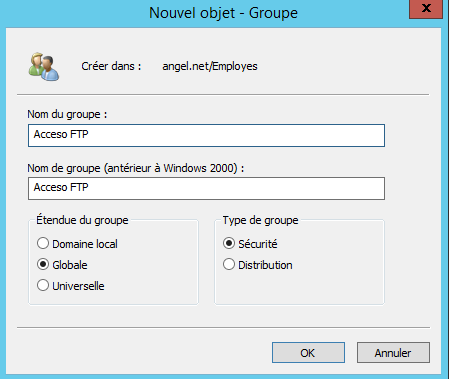 Nouvel objet - Groupe
x
Créer dans : angel.net/Employes
Nom du groupe :
Acceso FTP
Nom de groupe (antérieur à Windows 2000) :
Acceso FTP
Étendue du groupe
Domaine local
Globale
Universelle
Type de groupe
Sécurité
Distribution
OK
Annuler